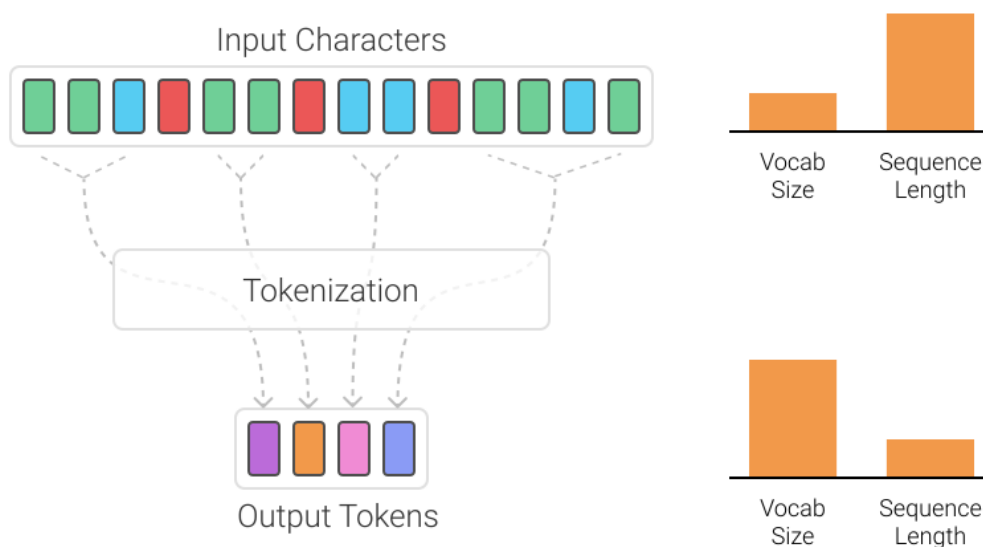 Input Characters
Vocab
Size
Sequence
Length
Tokenization
Output Tokens
Vocab
Size
Sequence
Length